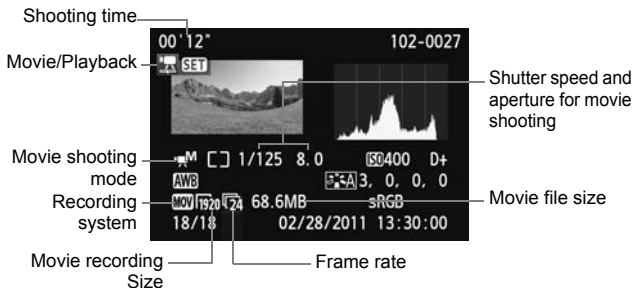 Shooting time
00'12" 102-0027
Movie/Playback
SET
Shutter speed and
aperture for movie
shooting
Movie shooting
mode
M 1/125 8.0 ISO400 D+
AWB A 3, 0, 0, 0
Recording
system
MOV 1920 24 68.6MB sRGB
Movie file size
18/18 02/28/2011 13:30:00
Movie recording
Size
Frame rate